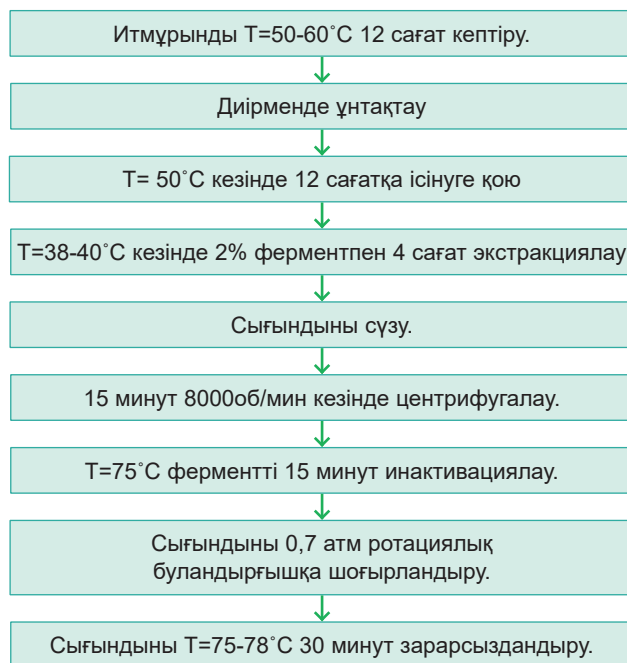 Итмұрынды T=50-60˚C 12 сағат кептіру.
Диірменде ұнтақтау
T= 50˚C кезінде 12 сағатқа ісінуге қою
T=38-40˚C кезінде 2% ферментпен 4 сағат экстракциялау
Сығындыны сүзу.
15 минут 8000об/мин кезінде центрифугалау.
T=75˚C ферментті 15 минут инактивациялау.
Сығындыны 0,7 атм ротациялық
буландырғышқа шоғырландыру.
Сығындыны T=75-78˚C 30 минут зарарсыздандыру.